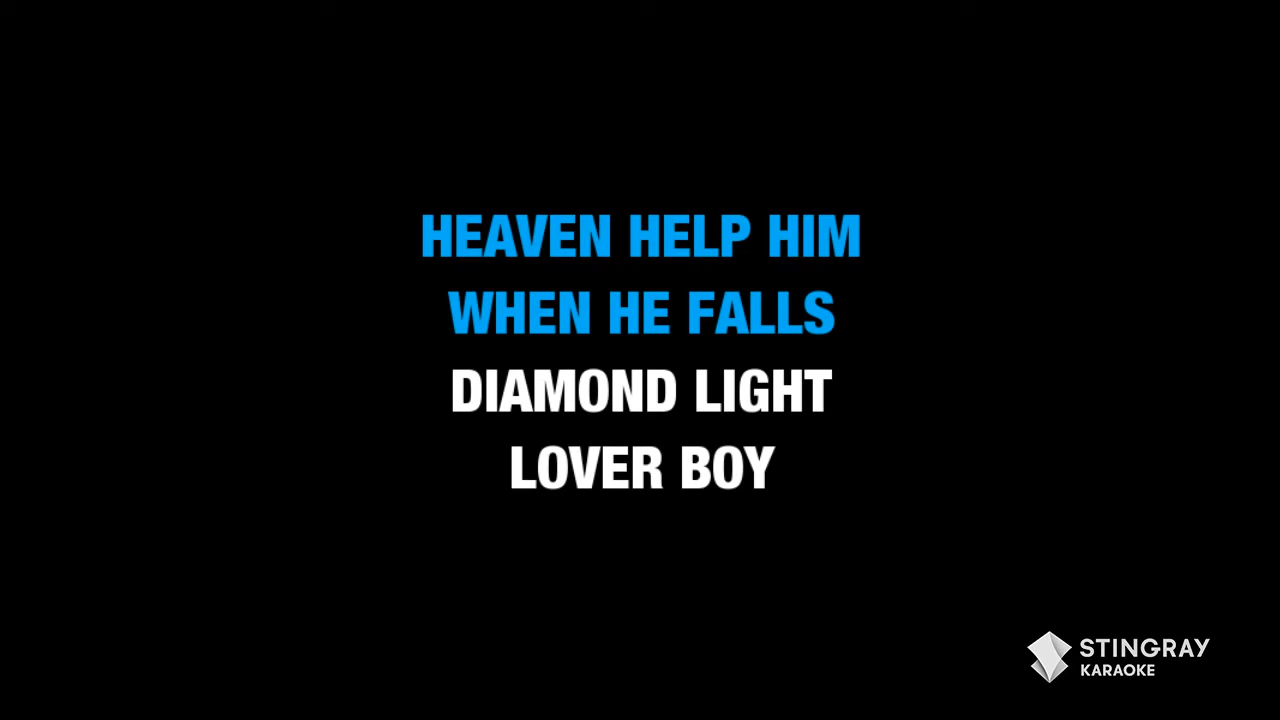 HEAVEN HELP HIM
WHEN HE FALLS
DIAMOND LIGHT
LOVER BOY
STINGRAY
KARAOKE